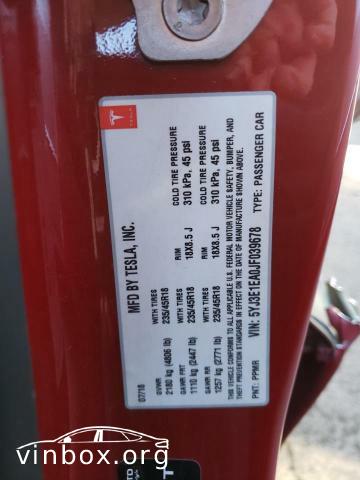 TESLA
MFD BY TESLA, INC.
07/18
GVWR WITH TIRES RIM COLD TIRE PRESSURE
2180 kg (4806 lb) 235/45R18 18X8.5 J 310 kPa, 45 psi
GAWR FRT WITH TIRES RIM COLD TIRE PRESSURE
1110 kg (2447 lb) 235/45R18 18X8.5 J 310 kPa, 45 psi
GAWR RR WITH TIRES RIM COLD TIRE PRESSURE
1257 kg (2771 lb) 235/45R18 18X8.5 J 310 kPa, 45 psi
THIS VEHICLE CONFORMS TO ALL APPLICABLE U.S. FEDERAL MOTOR VEHICLE SAFETY, BUMPER, AND
THEFT PREVENTION STANDARDS IN EFFECT ON THE DATE OF MANUFACTURE SHOWN ABOVE.
VIN: 5YJ3E1EA0JF039678 TYPE: PASSENGER CAR
PNT: PPMR
vinbox.org